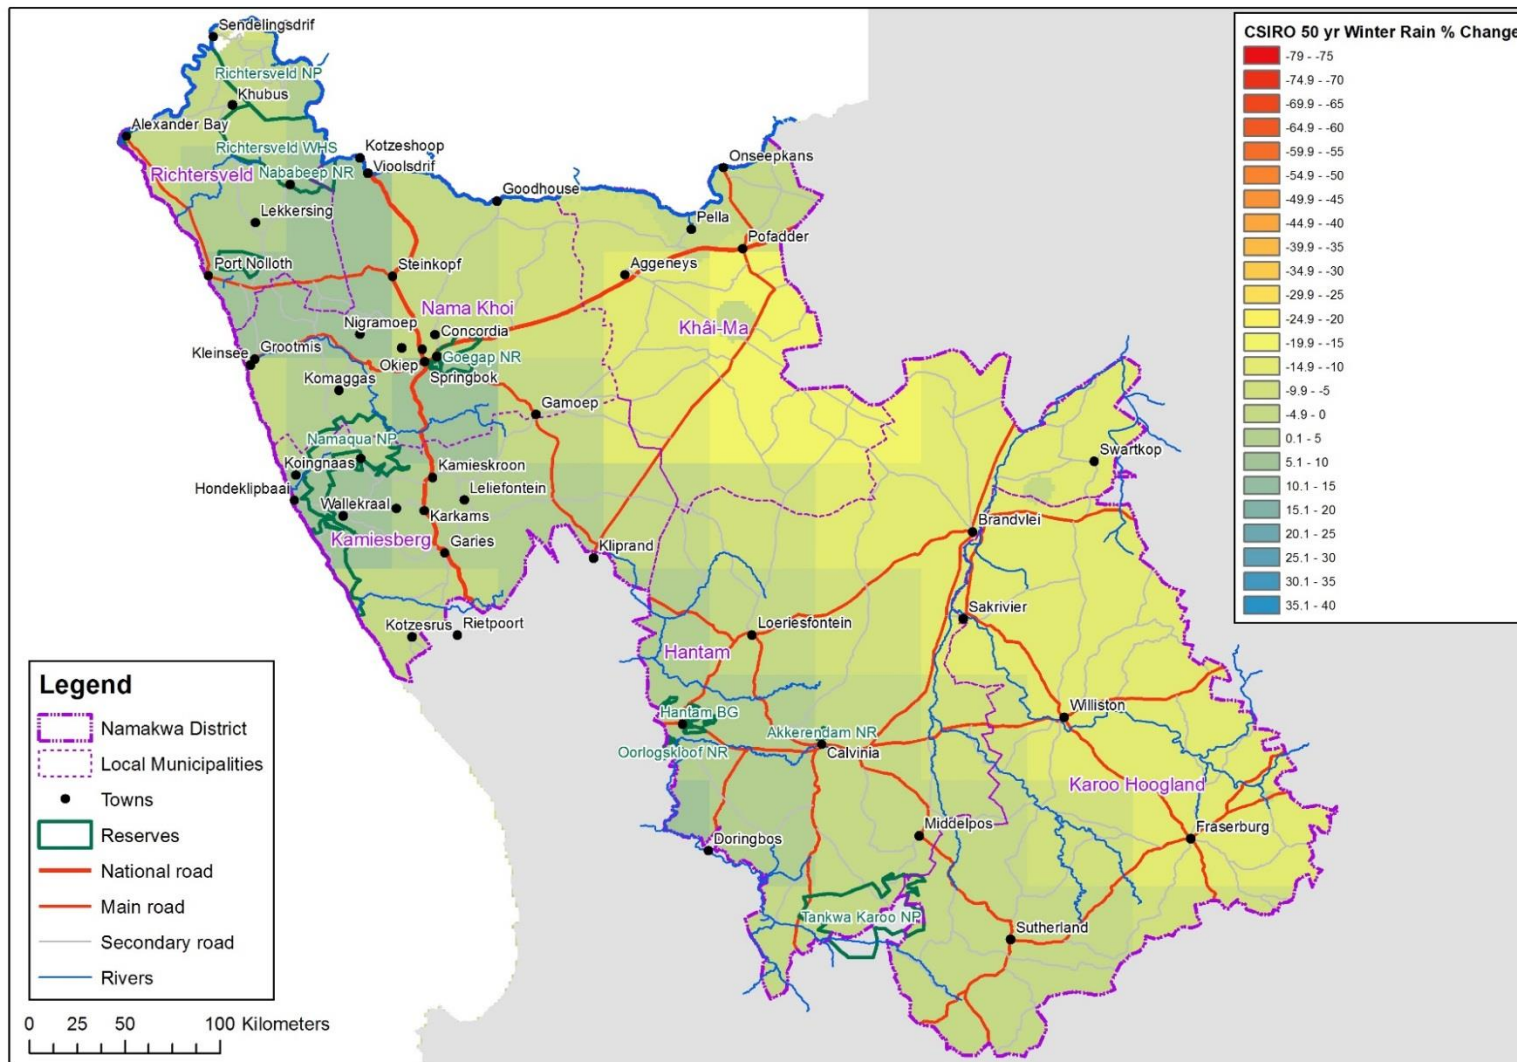 CSIRO 50 yr Winter Rain % Change
-79 - -75
-74.9 - -70
-69.9 - -65
-64.9 - -60
-59.9 - -55
-54.9 - -50
-49.9 - -45
-44.9 - -40
-39.9 - -35
-34.9 - -30
-29.9 - -25
-24.9 - -20
-19.9 - -15
-14.9 - -10
-9.9 - -5
-4.9 - 0
0.1 - 5
5.1 - 10
10.1 - 15
15.1 - 20
20.1 - 25
25.1 - 30
30.1 - 35
35.1 - 40
Sendelingsdrif
Richtersveld NP
Khubus
Alexander Bay
Richtersveld WHS
Kotzeshoop
Vioolsdrif
Richtersveld
Nababeep NR
Onseepkans
Goodhouse
Lekkersing
Pella
Pofadder
Port Nolloth
Steinkopf
Aggeneys
Nama Khoi
Nigramoep
Concordia
Khâi-Ma
Kleinsee
Grootmis
Okiep
Goegap NR
Springbok
Komaggas
Gamoep
Namaqua NP
Koingnaas
Kamieskroon
Swartkop
Hondeklipbaai
Leliefontein
Wallekraal
Karkams
Brandvlei
Kamiesberg
Garies
Kliprand
Sakrivier
Kotzesrus
Rietpoort
Loeriesfontein
Hantam
Hantam BG
Williston
Akkerendam NR
Oorlogskloof NR
Calvinia
Karoo Hoogland
Middelpos
Fraserburg
Doringbos
Tankwa Karoo NP
Sutherland
Legend
Namakwa District
Local Municipalities
Towns
Reserves
National road
Main road
Secondary road
Rivers
0 25 50 100 Kilometers